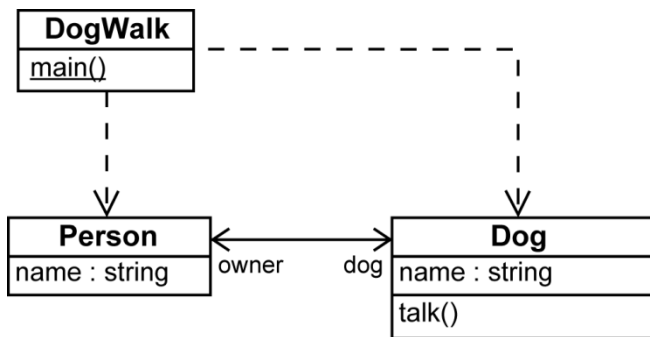 DogWalk
main()
Person
name : string
owner
dog
Dog
name : string
talk()